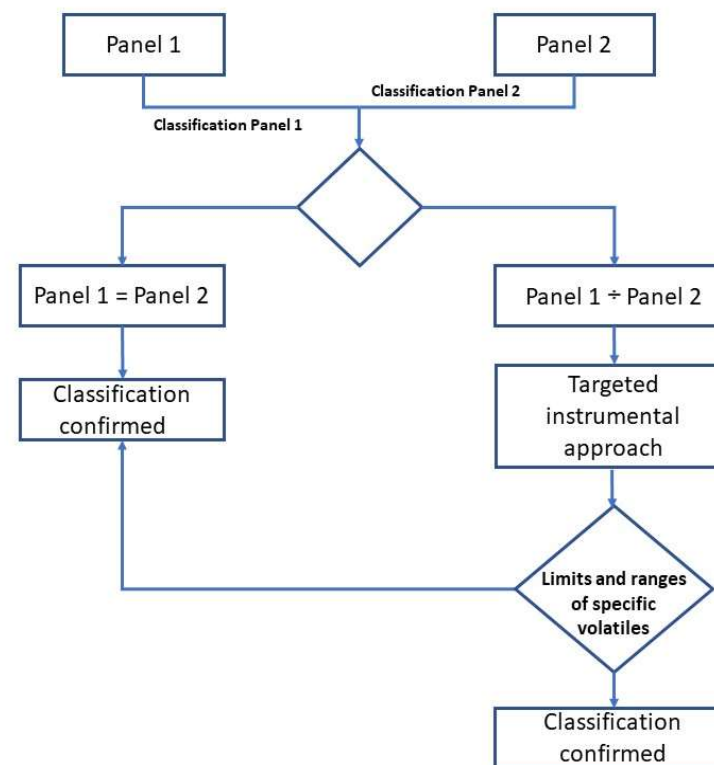 Panel 1
Panel 2
Classification Panel 2
Classification Panel 1
Panel 1 = Panel 2
Panel 1 ÷ Panel 2
Classification
confirmed
Targeted
instrumental
approach
Limits and ranges
of specific
volatiles
Classification
confirmed